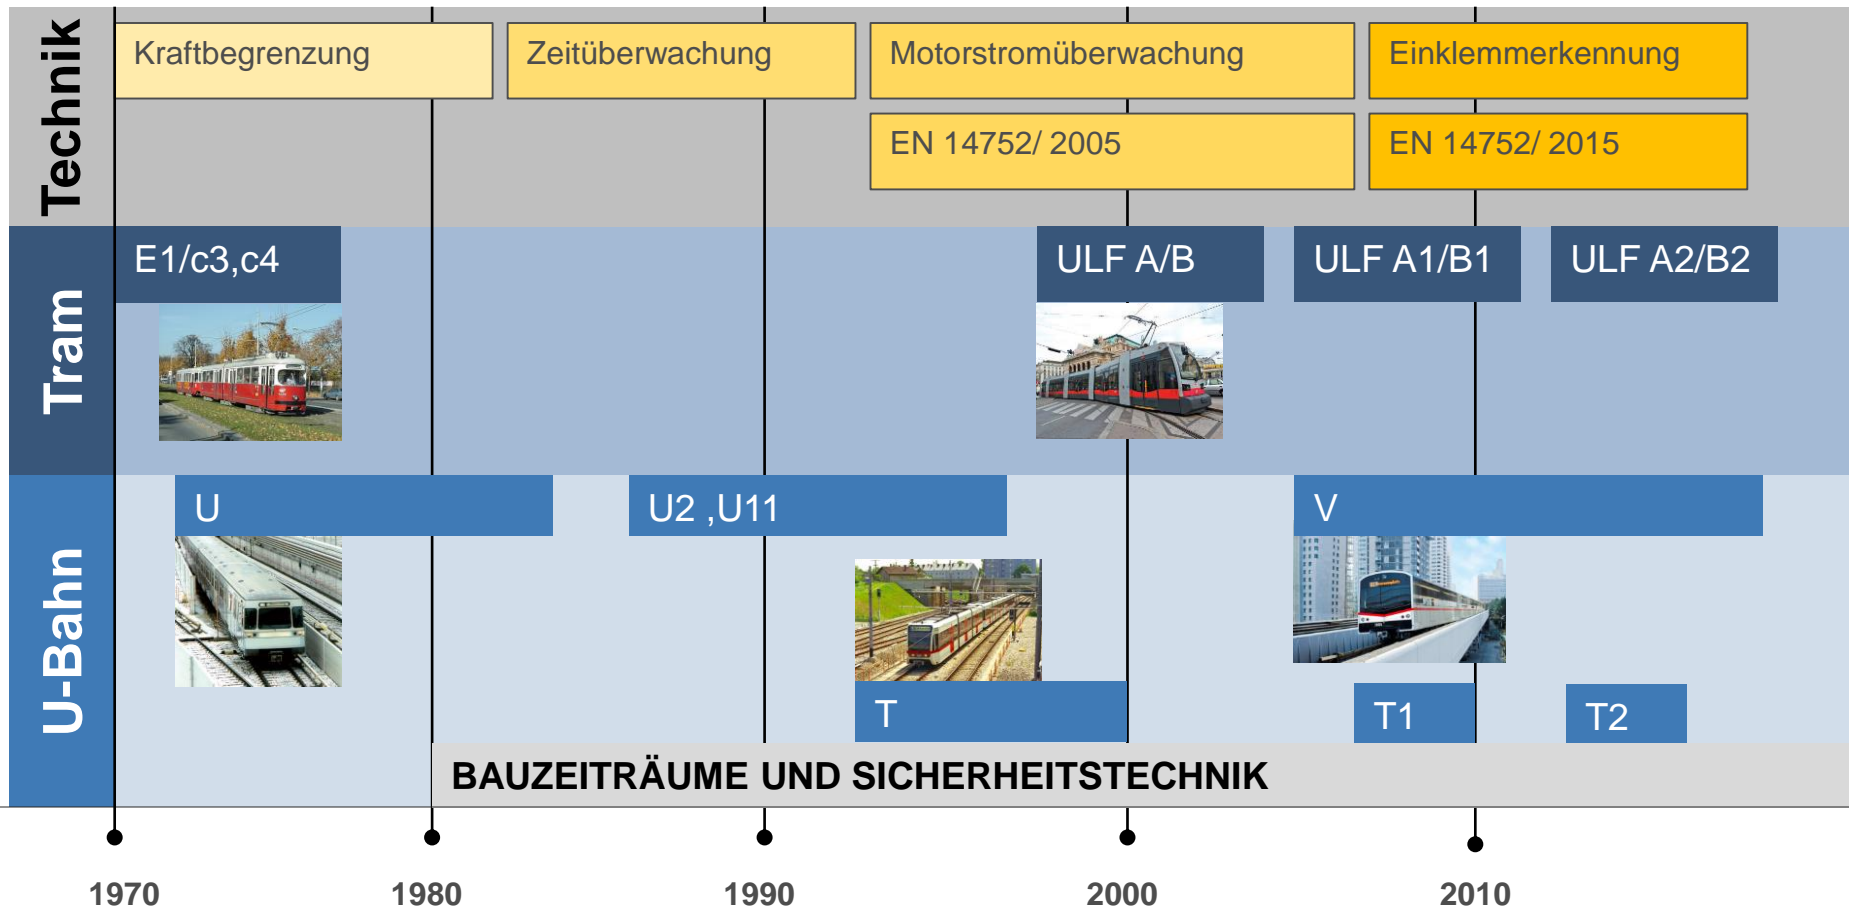 Technik
Kraftbegrenzung
Zeitüberwachung
Motorstromüberwachung
Einklemmerkennung
EN 14752/ 2005
EN 14752/ 2015
Tram
E1/c3,c4
ULF A/B
ULF A1/B1
ULF A2/B2
U-Bahn
U
U2 ,U11
V
T
T1
T2
BAUZEITRÄUME UND SICHERHEITSTECHNIK
1970
1980
1990
2000
2010